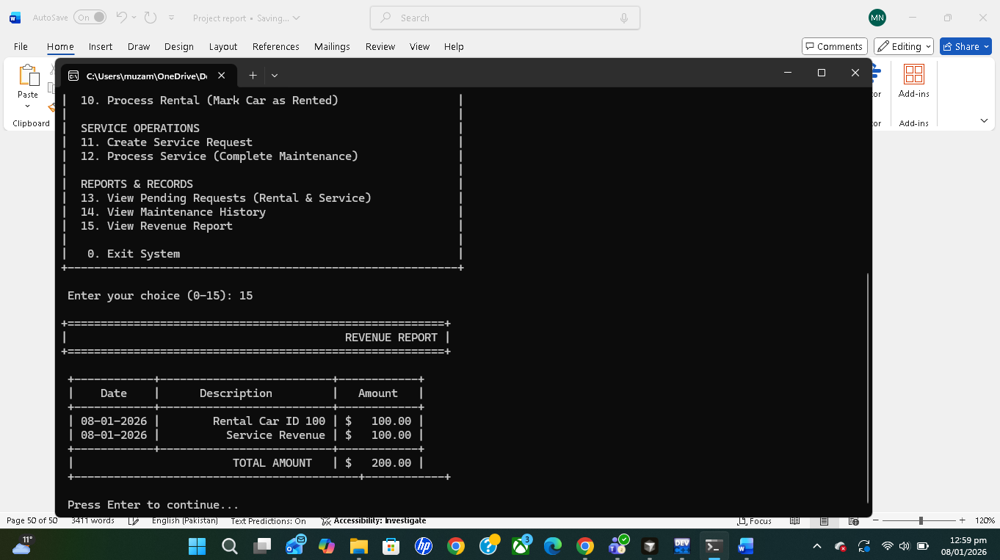 AutoSave On Project report • Saving... Search MN
File Home Insert Draw Design Layout References Mailings Review View Help Comments Editing Share
C:\Users\muzam\OneDrive\D
Paste
Clipboard
Add-ins
Add-ins
10. Process Rental (Mark Car as Rented)
SERVICE OPERATIONS
11. Create Service Request
12. Process Service (Complete Maintenance)
REPORTS & RECORDS
13. View Pending Requests (Rental & Service)
14. View Maintenance History
15. View Revenue Report
0. Exit System
Enter your choice (0-15): 15
REVENUE REPORT
Date | Description | Amount
08-01-2026 | Rental Car ID 100 | $ 100.00
08-01-2026 | Service Revenue | $ 100.00
TOTAL AMOUNT | $ 200.00
Press Enter to continue...
Page 50 of 50 3411 words English (Pakistan) Text Predictions: On Accessibility: Investigate Focus 120%
11°
3
DEV
12:59 pm
08/01/2026